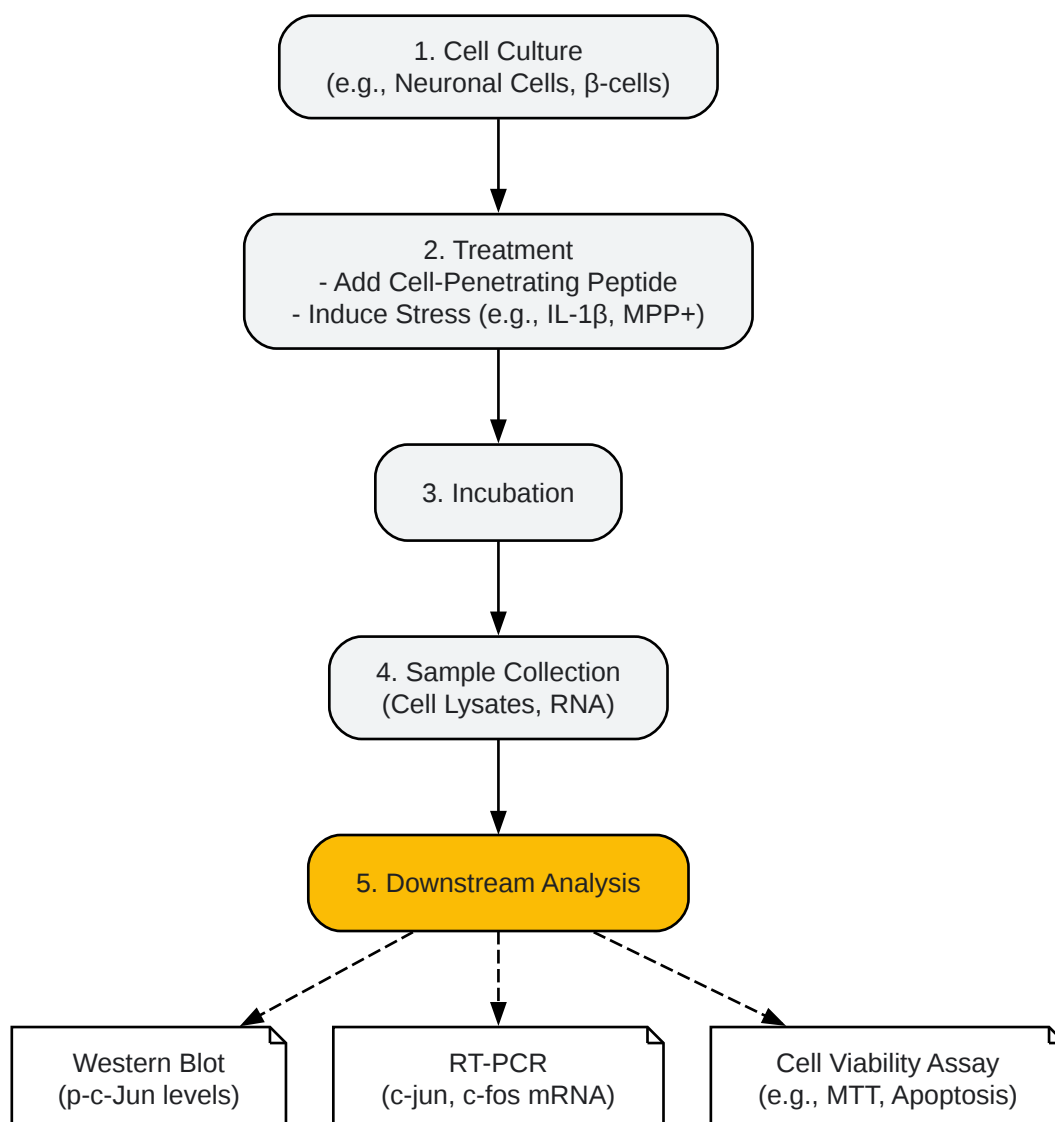 1. Cell Culture
(e.g., Neuronal Cells, β-cells)
2. Treatment
- Add Cell-Penetrating Peptide
- Induce Stress (e.g., IL-1β, MPP+)
3. Incubation
4. Sample Collection
(Cell Lysates, RNA)
5. Downstream Analysis
Western Blot
(p-c-Jun levels)
RT-PCR
(c-jun, c-fos mRNA)
Cell Viability Assay
(e.g., MTT, Apoptosis)